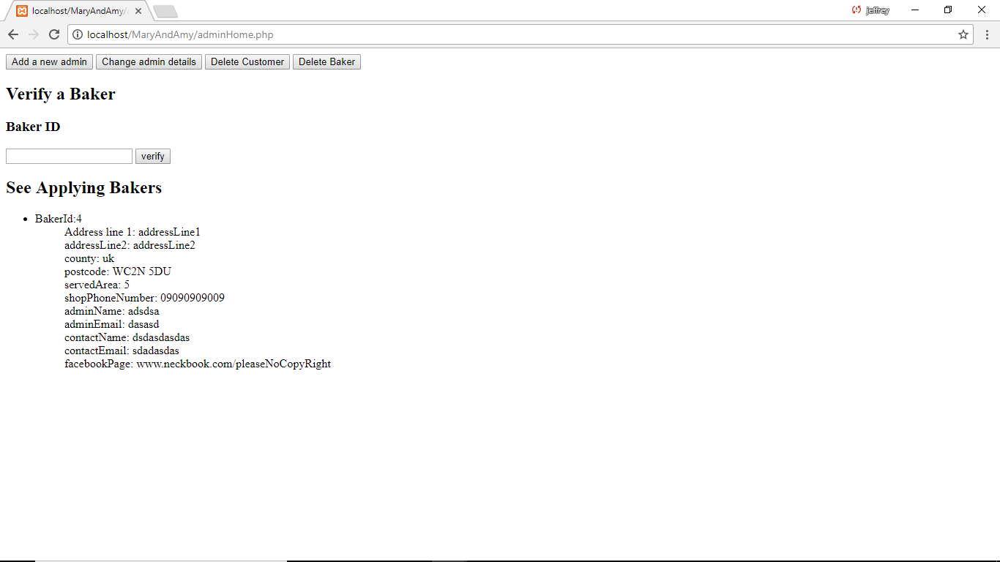 localhost/MaryAndAmy/
jeffrey
localhost/MaryAndAmy/adminHome.php
Add a new admin Change admin details Delete Customer Delete Baker
Verify a Baker
Baker ID
verify
See Applying Bakers
BakerId:4
Address line 1: addressLine1
addressLine2: addressLine2
county: uk
postcode: WC2N 5DU
servedArea: 5
shopPhoneNumber: 09090909009
adminName: adsdsa
adminEmail: dasasd
contactName: dsdasdasdas
contactEmail: sdadasdas
facebookPage: www.neckbook.com/pleaseNoCopyRight